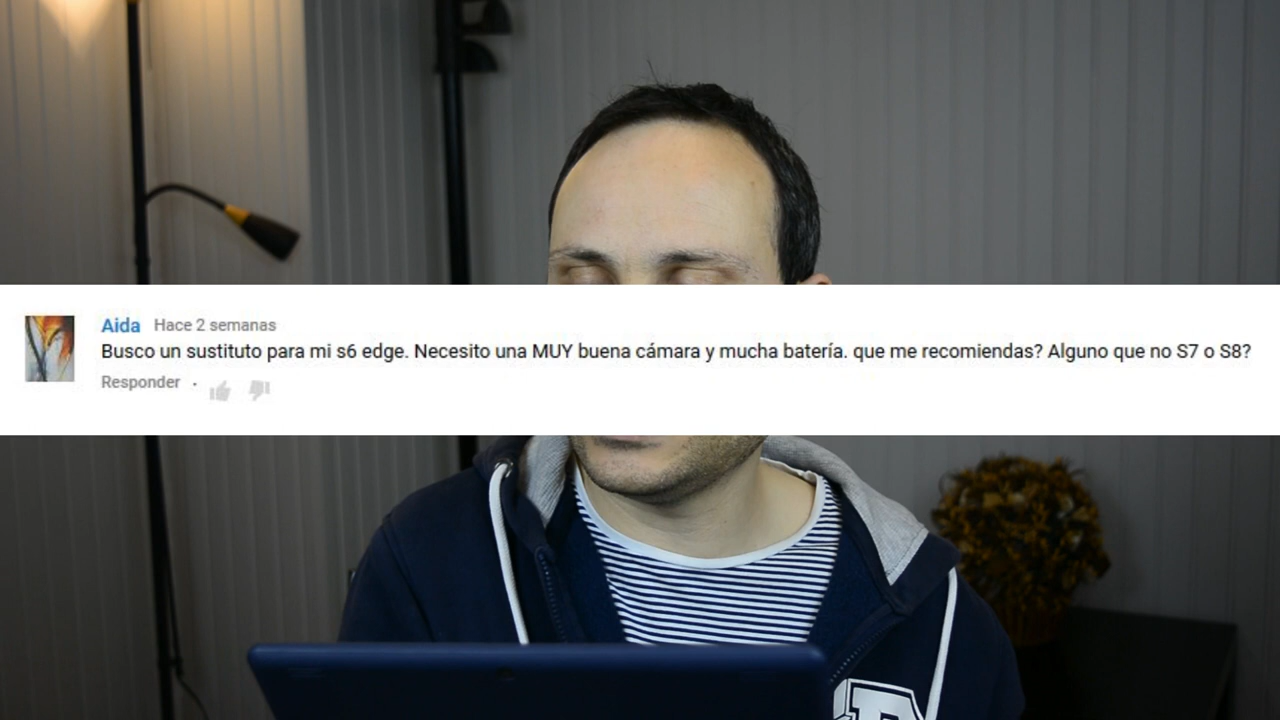 Aida Hace 2 semanas
Busco un sustituto para mi s6 edge. Necesito una MUY buena cámara y mucha batería. que me recomiendas? Alguno que no S7 o S8?
Responder ·